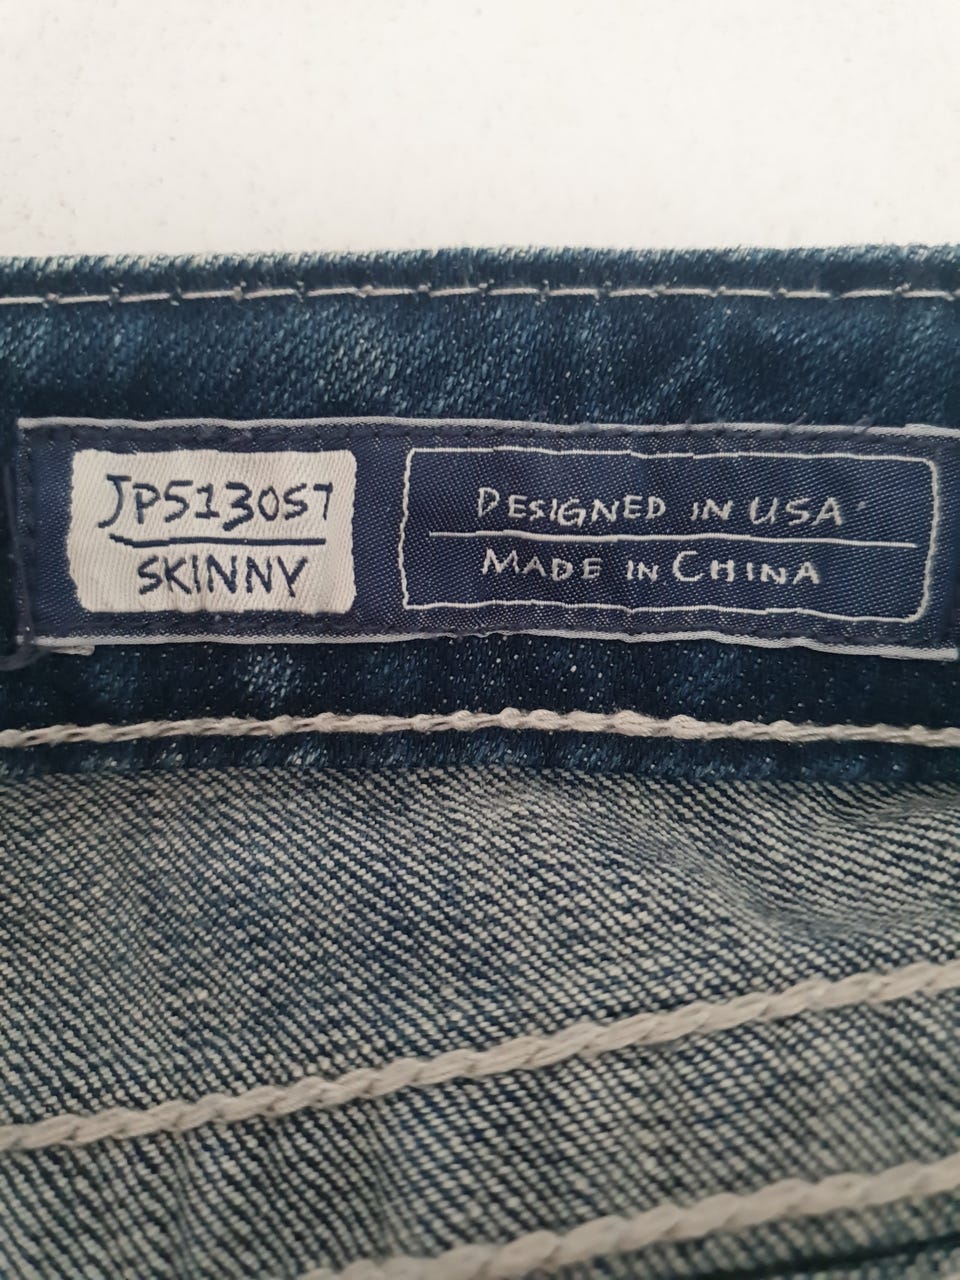 JP5130S7
SKINNY
DESIGNED IN USA
MADE IN CHINA